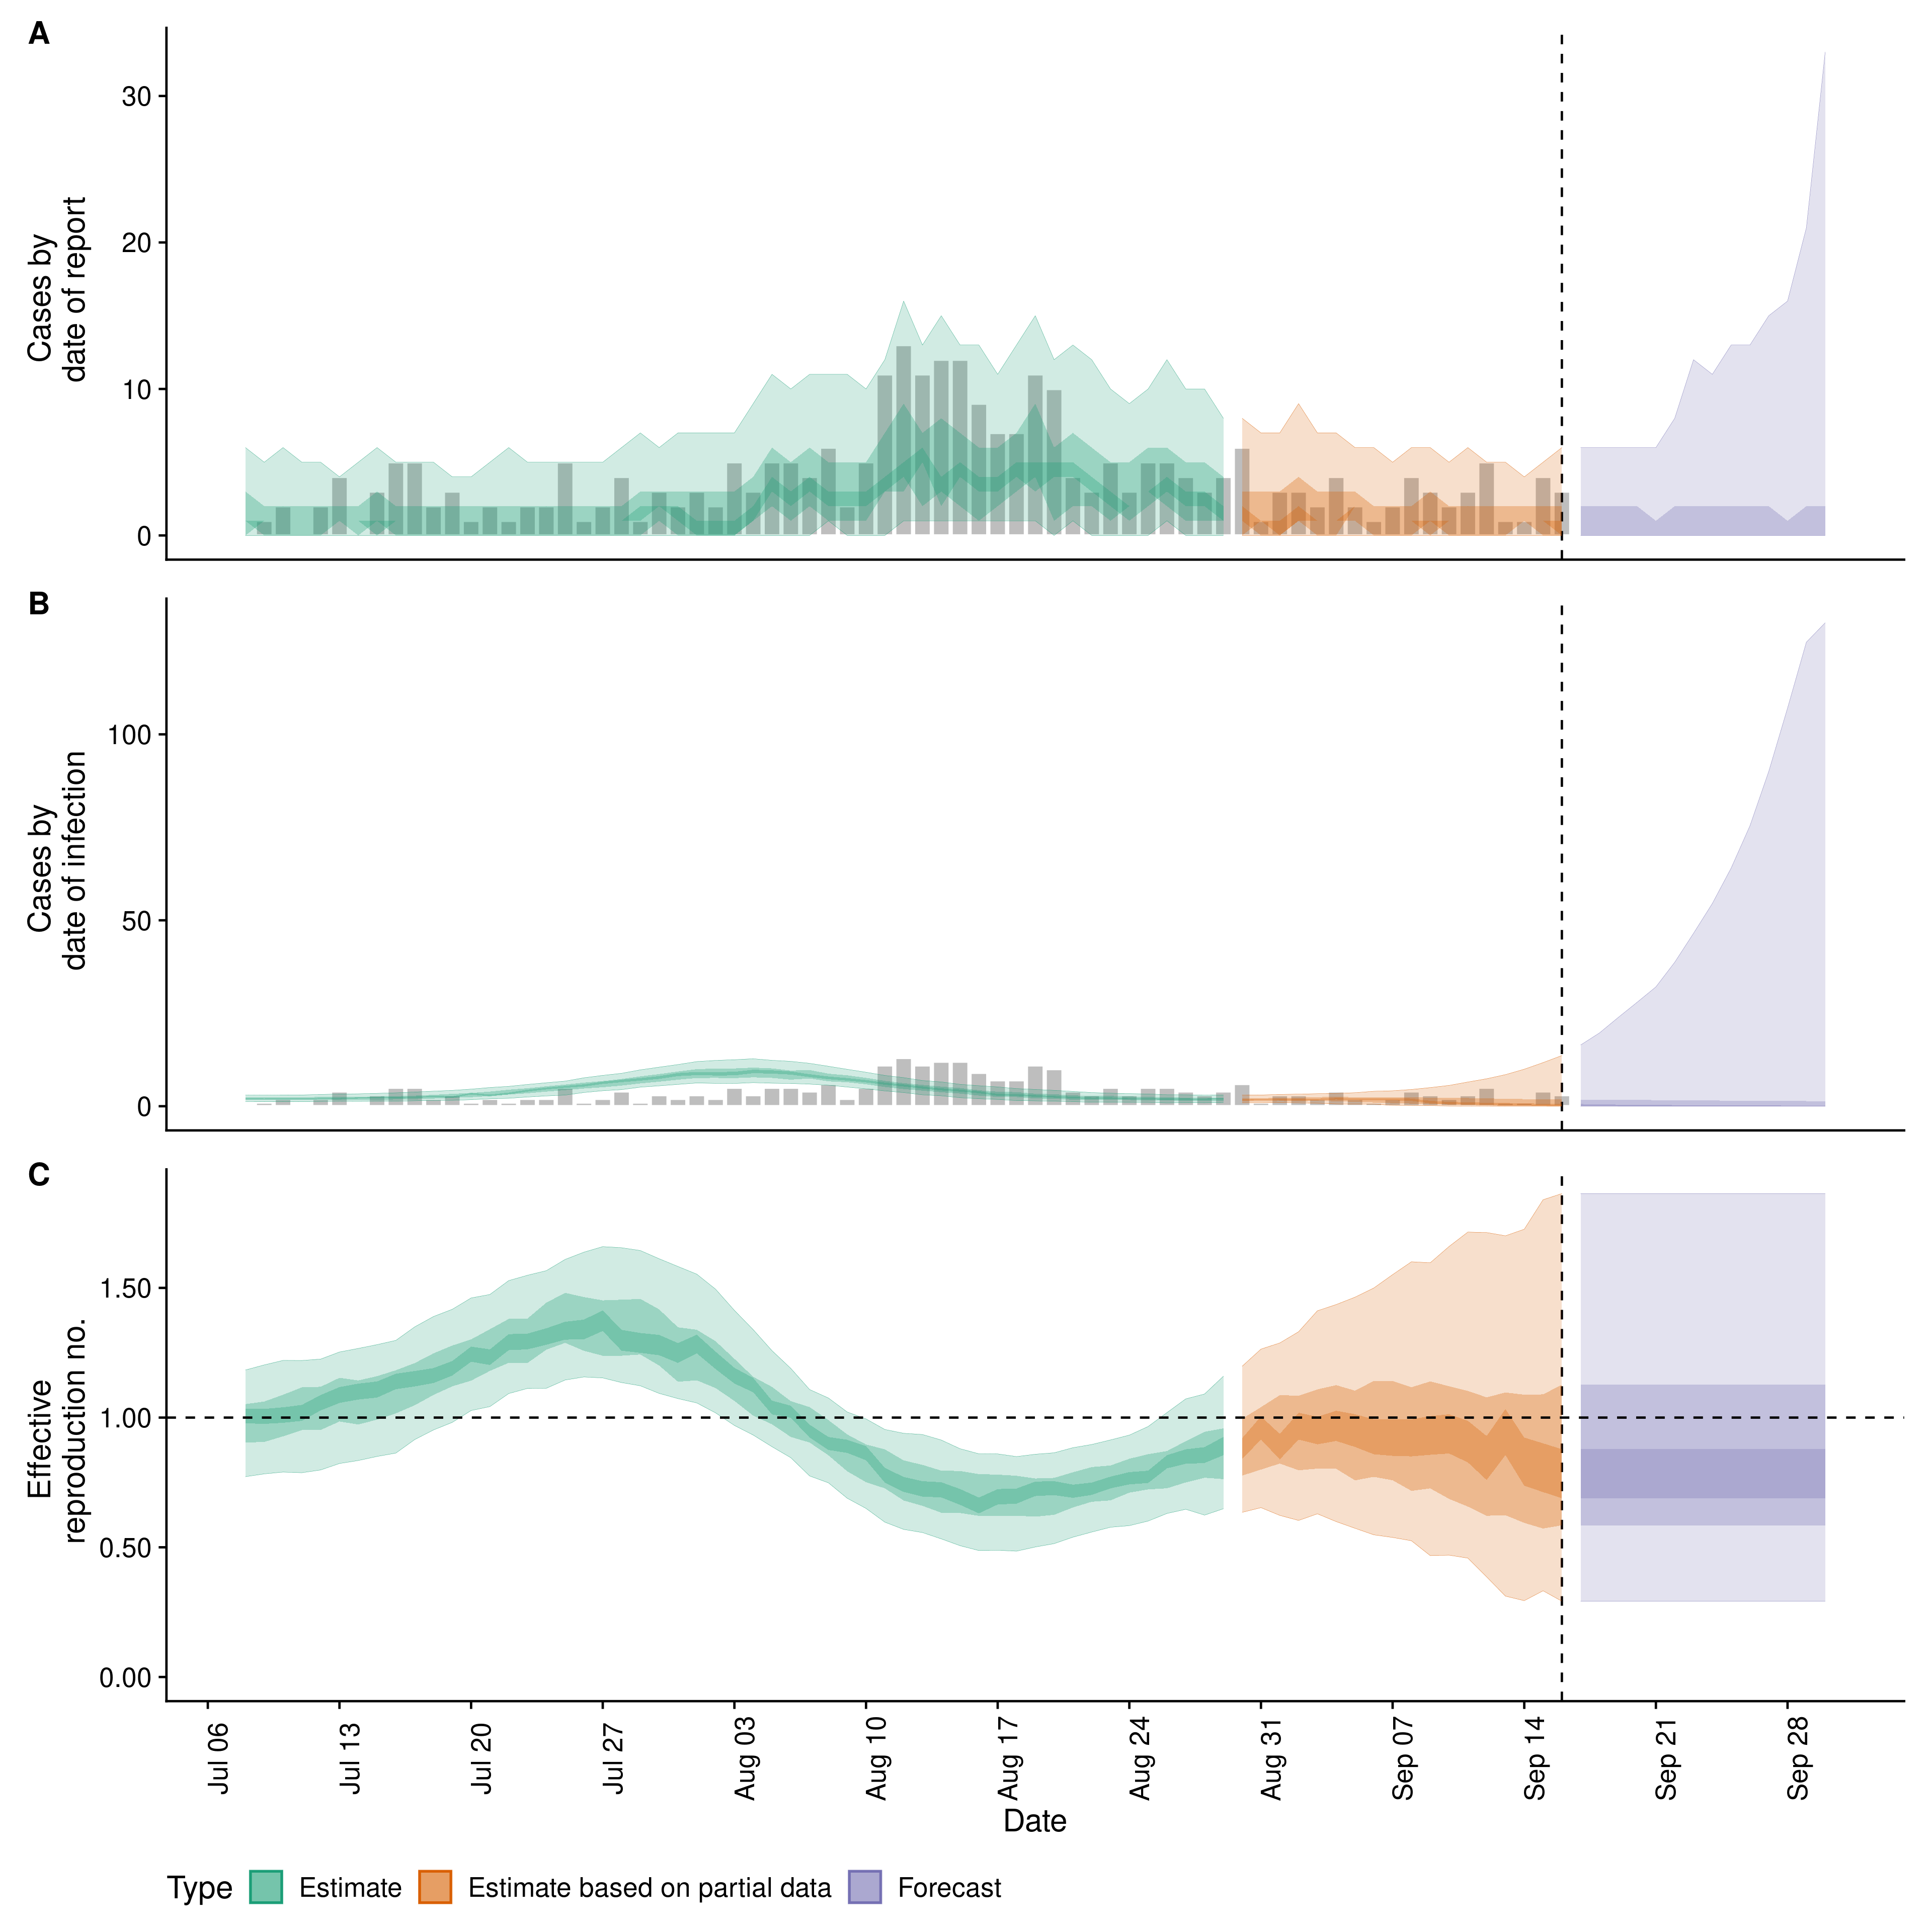 A
Cases by
date of report
30
20
10
0
B
Cases by
date of infection
100
50
0
C
Effective
reproduction no.
1.50
1.00
0.50
0.00
Jul 06
Jul 13
Jul 20
Jul 27
Aug 03
Aug 10
Aug 17
Aug 24
Aug 31
Sep 07
Sep 14
Sep 21
Sep 28
Date
Type Estimate Estimate based on partial data Forecast